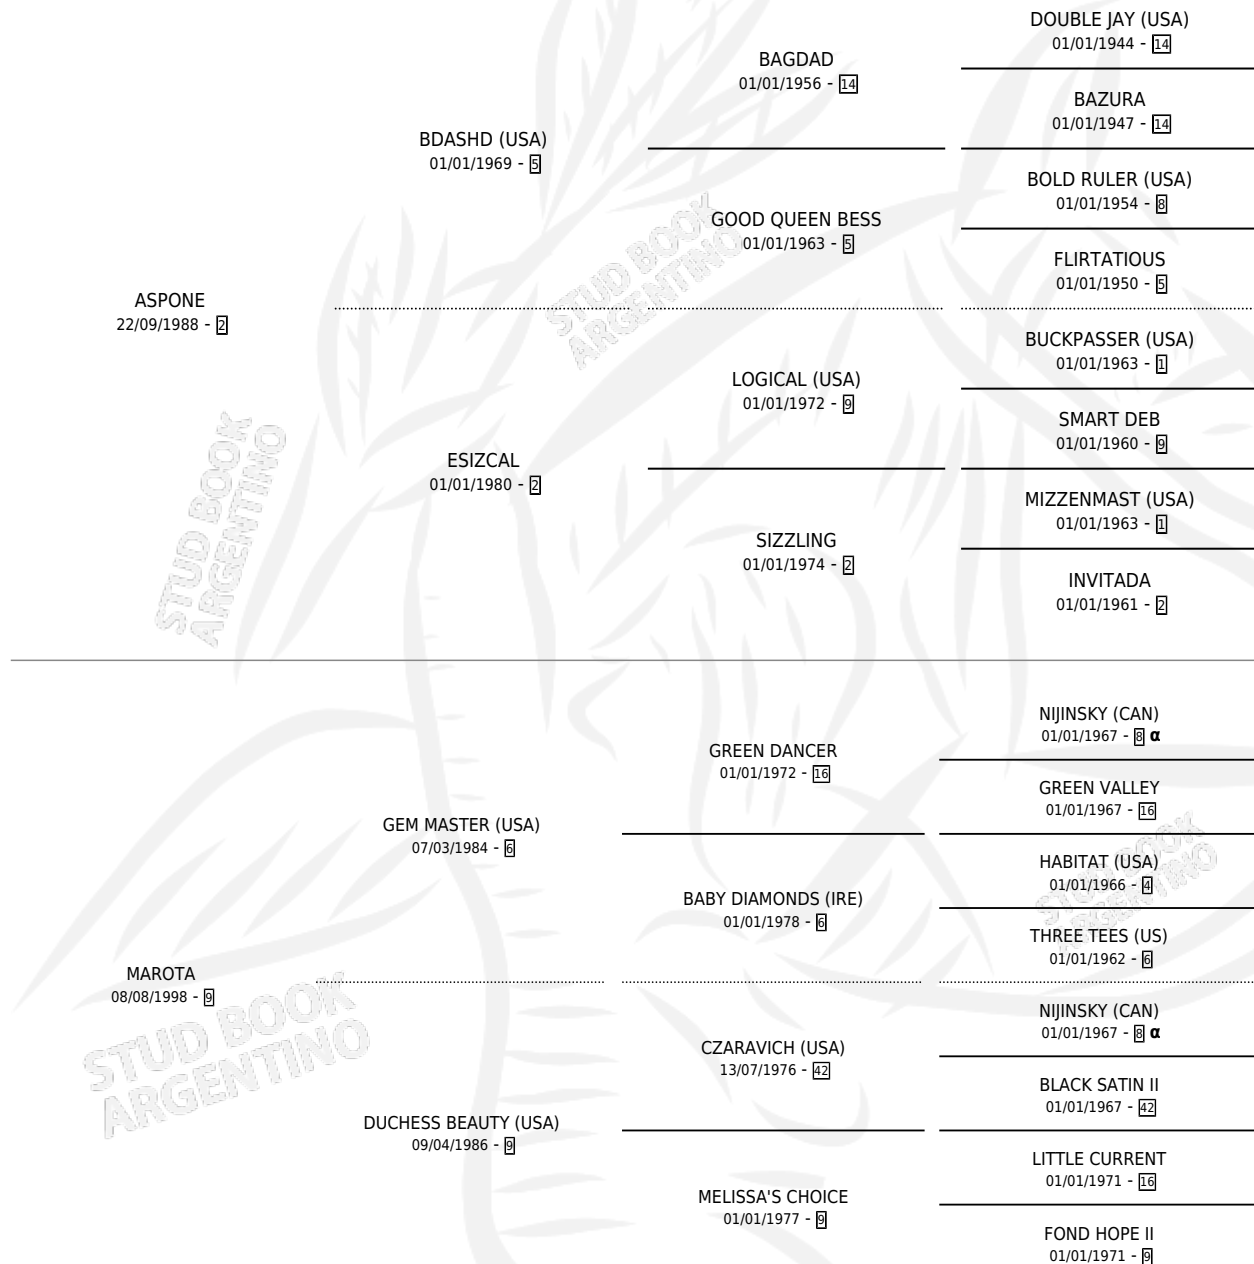 DOUBLE JAY (USA)
01/01/1944 - 14
BAGDAD
01/01/1956 - 14
BAZURA
01/01/1947 - 14
BDASHD (USA)
01/01/1969 - 5
BOLD RULER (USA)
01/01/1954 - 8
GOOD QUEEN BESS
01/01/1963 - 5
FLIRTATIOUS
01/01/1950 - 5
STUD BOOK
ARGENTINO
ASPONE
22/09/1988 - 2
BUCKPASSER (USA)
01/01/1963 - 1
LOGICAL (USA)
01/01/1972 - 9
SMART DEB
01/01/1960 - 9
ESIZCAL
01/01/1980 - 2
MIZZENMAST (USA)
01/01/1963 - 1
SIZZLING
01/01/1974 - 2
INVITADA
01/01/1961 - 2
STUD BOOK
ARGENTINO
NIJINSKY (CAN)
01/01/1967 - 8 α
GREEN DANCER
01/01/1972 - 16
GREEN VALLEY
01/01/1967 - 16
GEM MASTER (USA)
07/03/1984 - 6
HABITAT (USA)
01/01/1966 - 4
BABY DIAMONDS (IRE)
01/01/1978 - 6
THREE TEES (US)
01/01/1962 - 6
STUD BOOK
ARGENTINO
MAROTA
08/08/1998 - 9
NIJINSKY (CAN)
01/01/1967 - 8 α
CZARAVICH (USA)
13/07/1976 - 42
BLACK SATIN II
01/01/1967 - 42
STUD BOOK
ARGENTINO
DUCHESS BEAUTY (USA)
09/04/1986 - 9
LITTLE CURRENT
01/01/1971 - 16
MELISSA'S CHOICE
01/01/1977 - 9
FOND HOPE II
01/01/1971 - 9